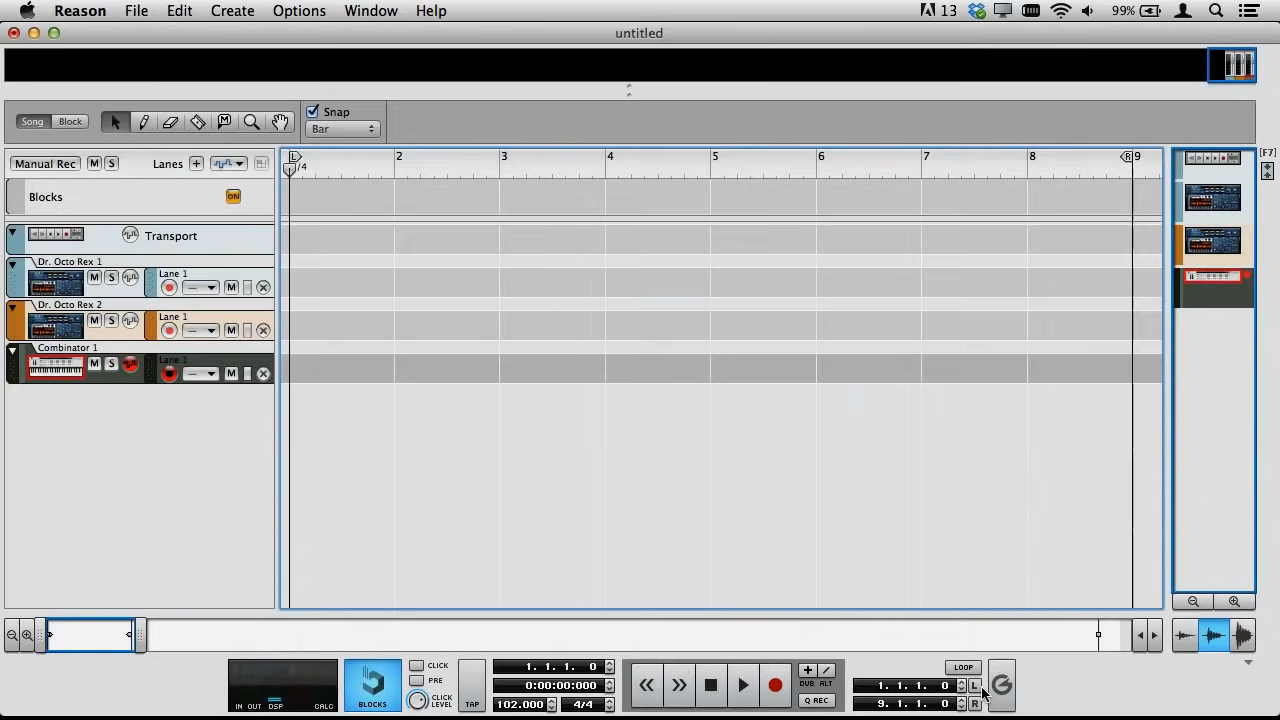 Reason File Edit Create Options Window Help 13 99%
untitled
Song Block M Snap
Bar
Manual Rec M S Lanes +
L /4 2 3 4 5 6 7 8 R 9 [F7]
Blocks ON
Transport
Dr. Octo Rex 1
M S Lane 1
M
Dr. Octo Rex 2
M S Lane 1
M
Combinator 1
M S Lane 1
M
IN OUT DSP CALC
BLOCKS
CLICK
PRE
CLICK LEVEL
TAP
1. 1. 1. 0
0:00:00:000
102.000 4/4
DUB ALT
Q REC
LOOP
1. 1. 1. 0 L
9. 1. 1. 0 R